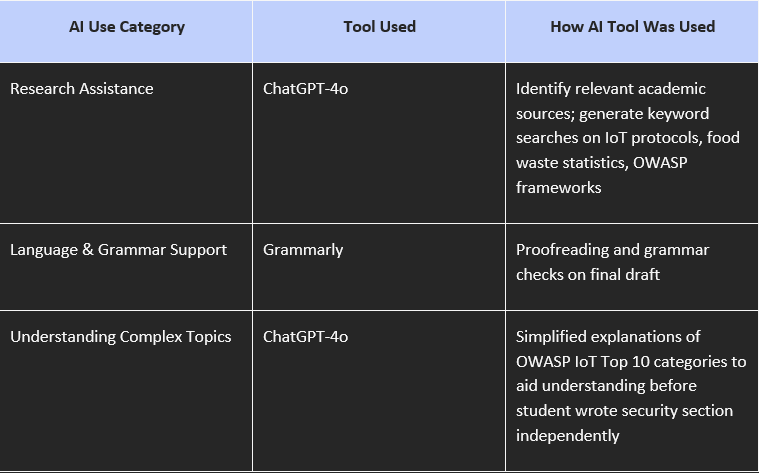 AI Use Category
Tool Used
How AI Tool Was Used
Research Assistance
ChatGPT-4o
Identify relevant academic
sources; generate keyword
searches on IoT protocols, food
waste statistics, OWASP
frameworks
Language & Grammar Support
Grammarly
Proofreading and grammar
checks on final draft
Understanding Complex Topics
ChatGPT-4o
Simplified explanations of
OWASP IoT Top 10 categories to
aid understanding before
student wrote security section
independently